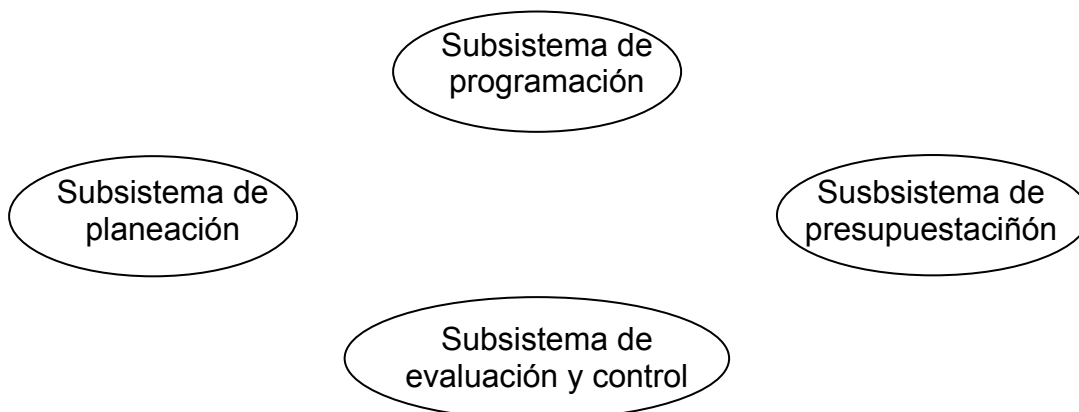 Subsistema de
programación
Subsistema de
planeación
Susbsistema de
presupuestaciñón
Subsistema de
evaluación y control